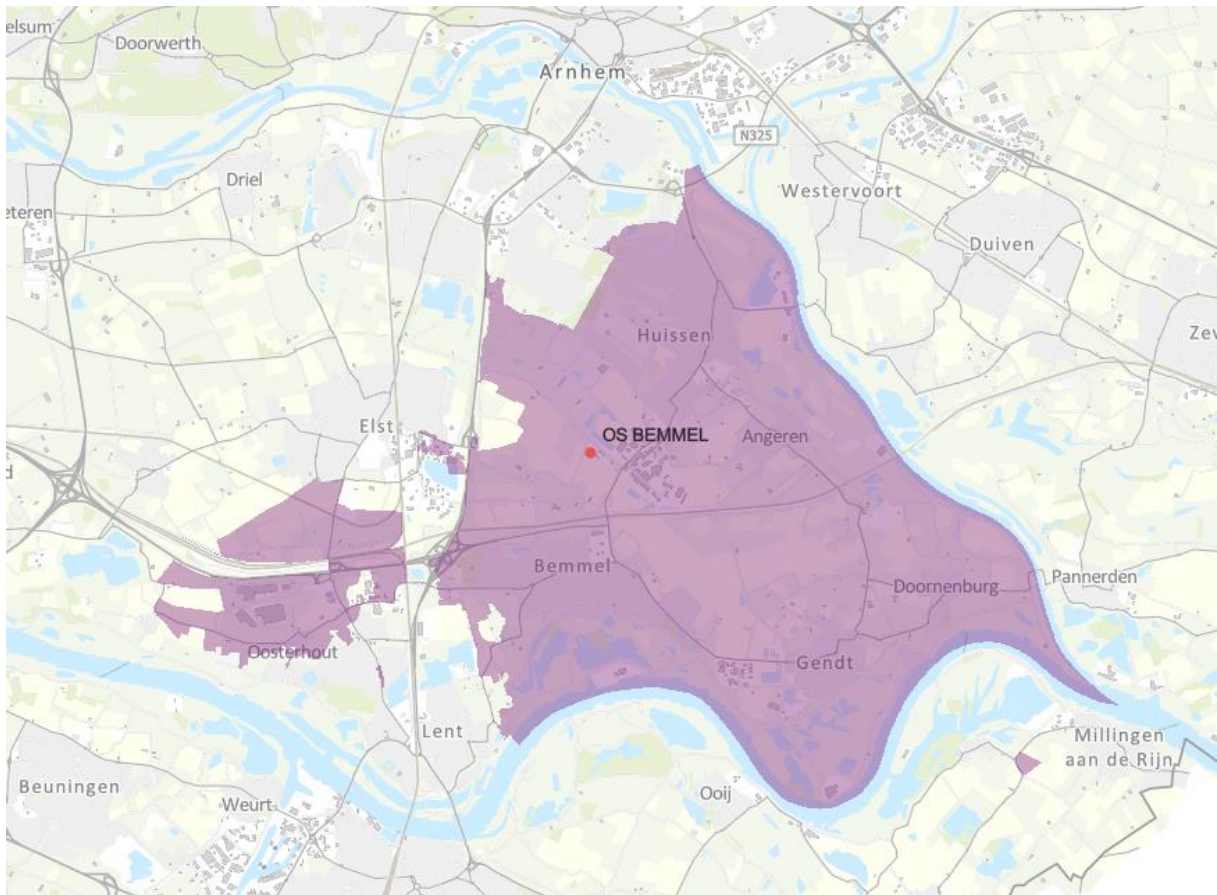 elsum
Doorwerth
Arnhem
N325
Driel
Westervoort
eteren
Duiven
Huissen
Zev
Elst
OS BEMMEL
Angeren
d
Bemmel
Pannerden
Doornenburg
Oosterhout
Gendt
Lent
Millingen
aan de Rijn
Beuningen
Ooij
Weurt